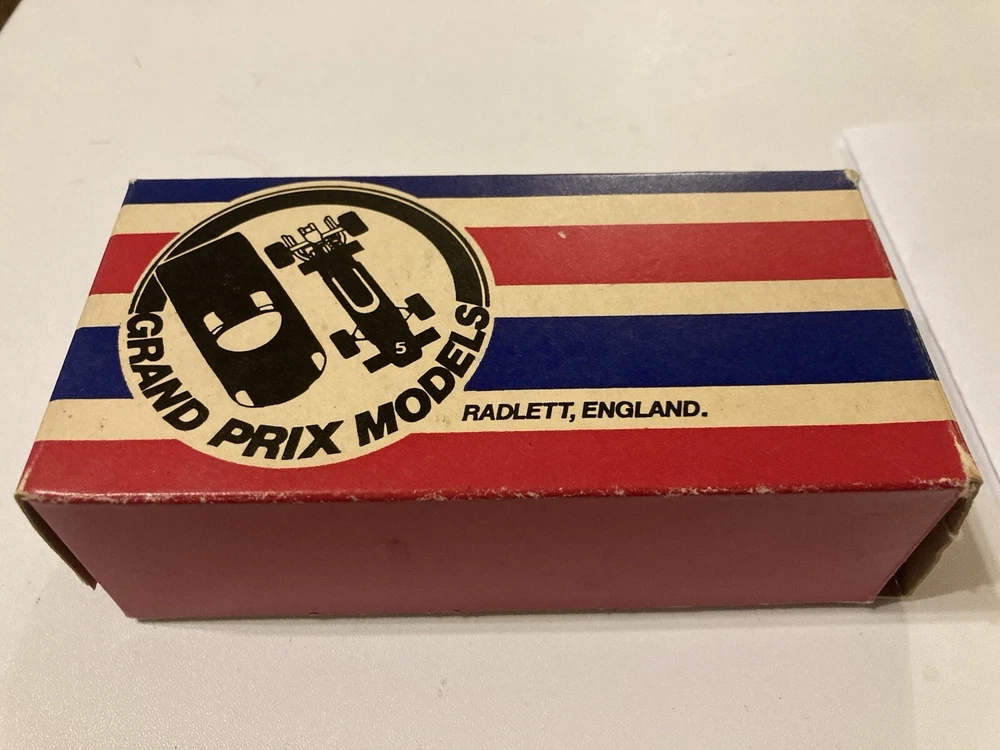 5
GRAND PRIX MODELS
RADLETT, ENGLAND.